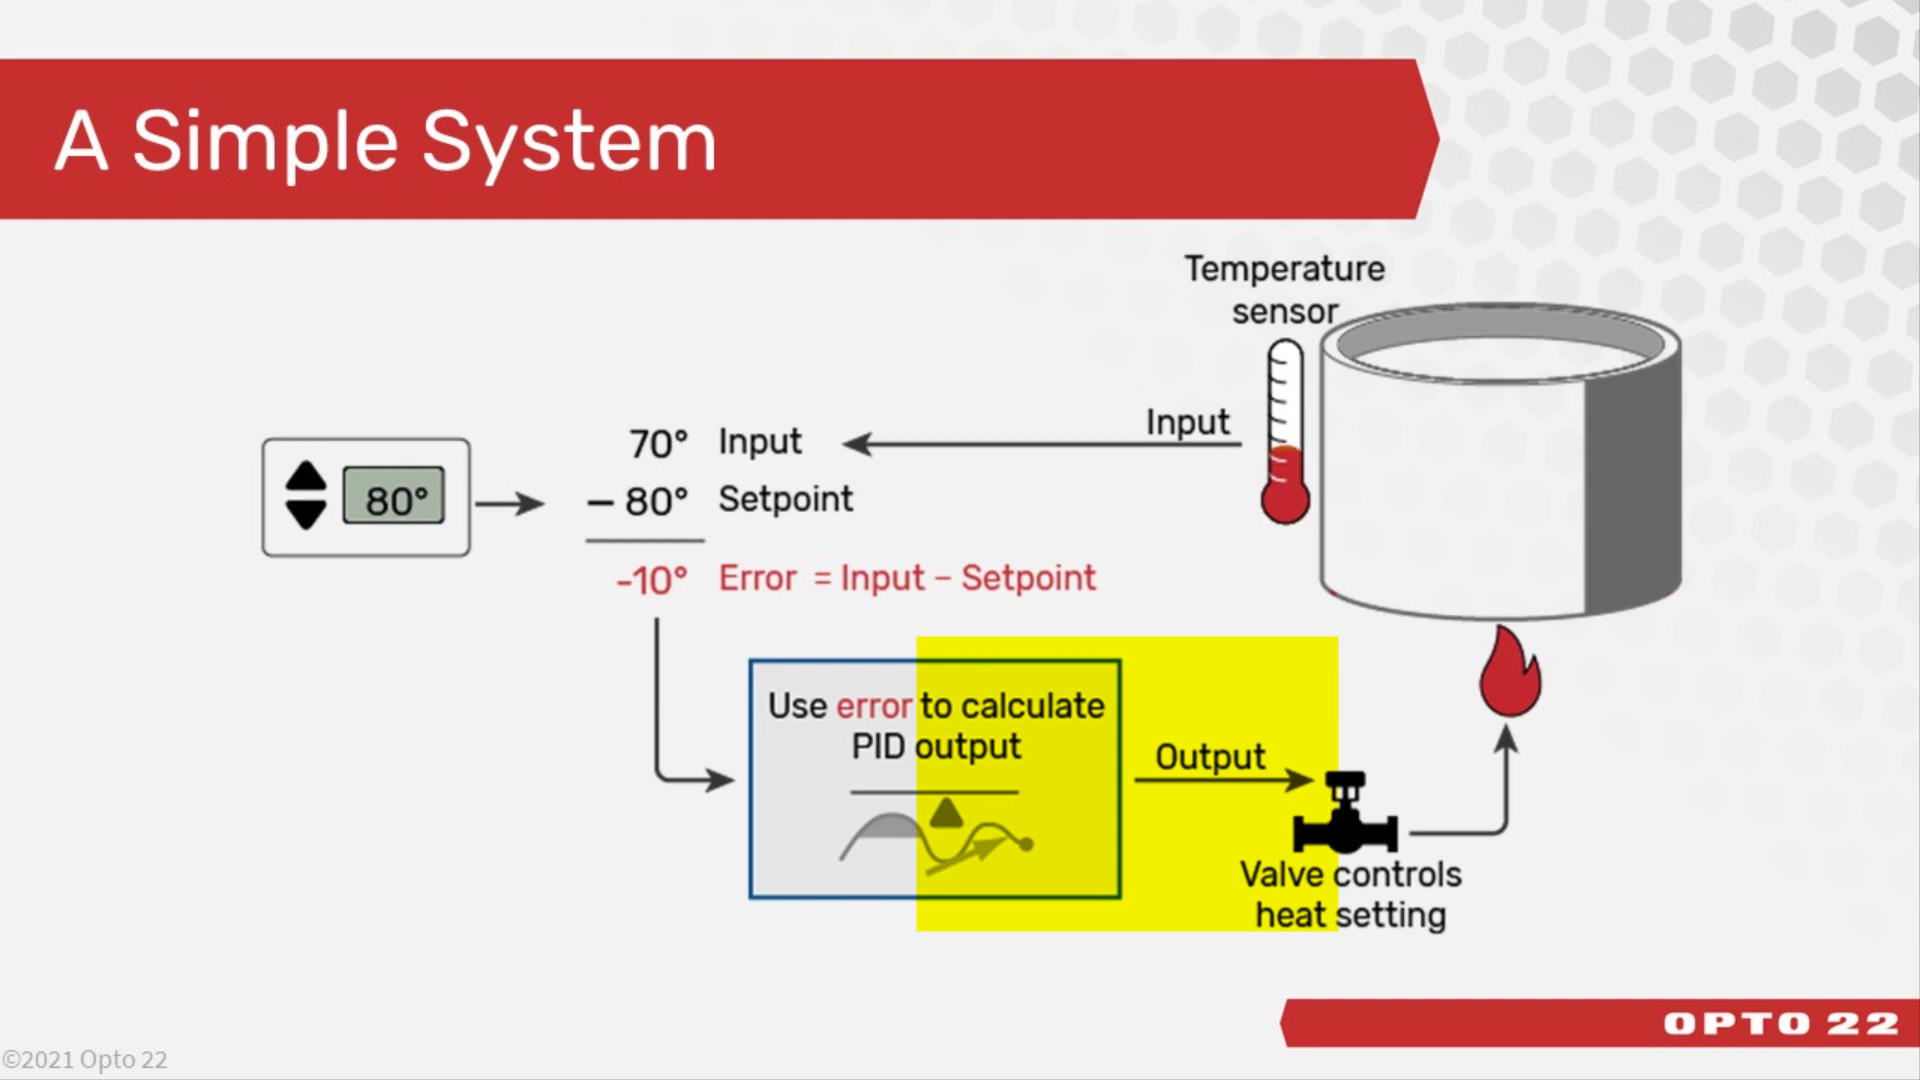 A Simple System
Temperature
sensor
Input
70° Input
80°
– 80° Setpoint
-10° Error = Input – Setpoint
Use error to calculate
PID output
Output
Valve controls
heat setting
OPTO 22
©2021 Opto 22